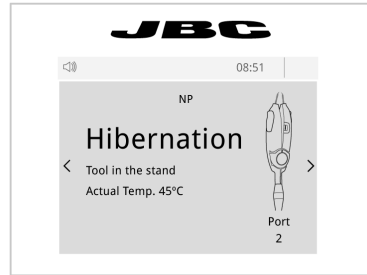 JBC
08:51
NP
Hibernation
Tool in the stand
Actual Temp. 45ºC
Port
2